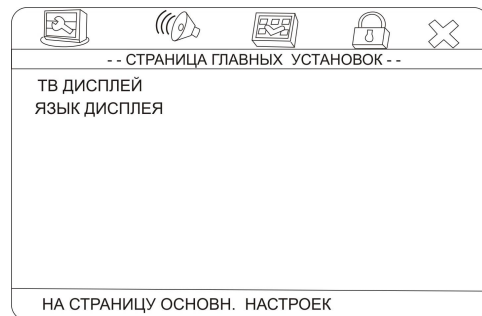 - - СТРАНИЦА ГЛАВНЫХ УСТАНОВОК - -
ТВ ДИСПЛЕЙ
ЯЗЫК ДИСПЛЕЯ
НА СТРАНИЦУ ОСНОВН. НАСТРОЕК